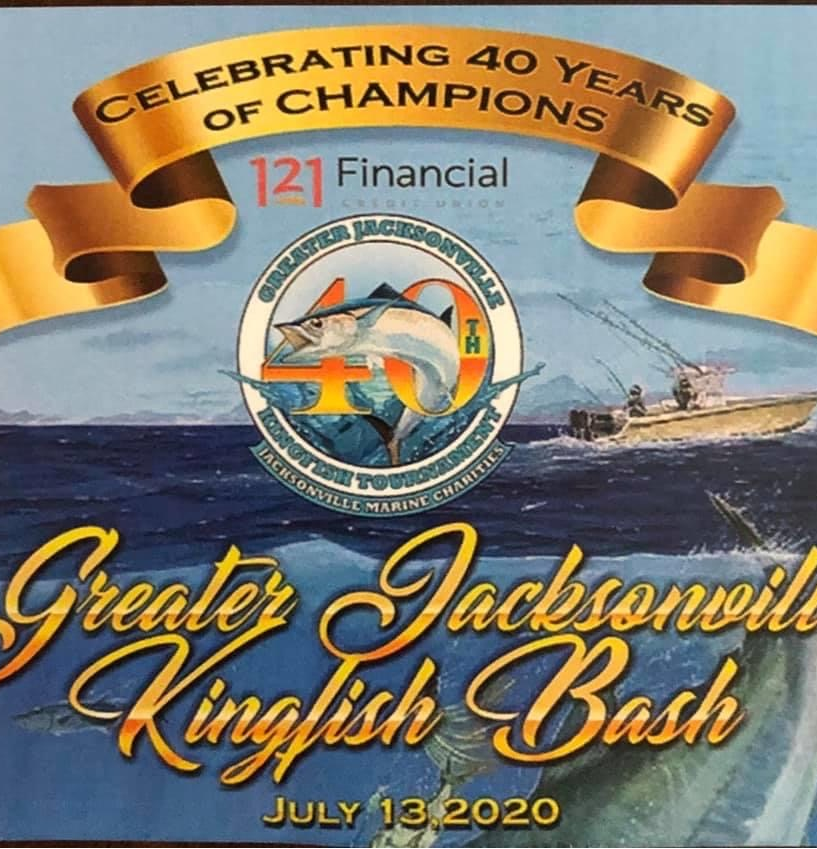 CELEBRATING 40 YEARS
OF CHAMPIONS
121 Financial
CREDIT UNION
GREATER JACKSONVILLE
40TH
KINGFISH TOURNAMENT
JACKSONVILLE MARINE CHARITIES
Greater Jacksonvill
Kingfish Bash
JULY 13,2020